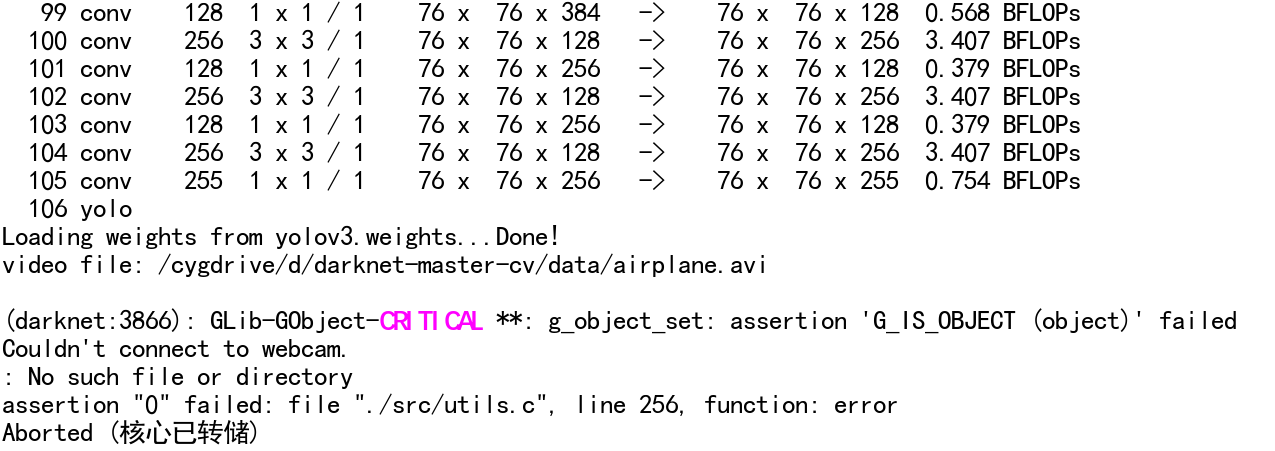 99 conv    128  1 x 1 / 1    76 x  76 x 384   ->    76 x  76 x 128  0.568 BFLOPs
100 conv    256  3 x 3 / 1    76 x  76 x 128   ->    76 x  76 x 256  3.407 BFLOPs
101 conv    128  1 x 1 / 1    76 x  76 x 256   ->    76 x  76 x 128  0.379 BFLOPs
102 conv    256  3 x 3 / 1    76 x  76 x 128   ->    76 x  76 x 256  3.407 BFLOPs
103 conv    128  1 x 1 / 1    76 x  76 x 256   ->    76 x  76 x 128  0.379 BFLOPs
104 conv    256  3 x 3 / 1    76 x  76 x 128   ->    76 x  76 x 256  3.407 BFLOPs
105 conv    255  1 x 1 / 1    76 x  76 x 256   ->    76 x  76 x 255  0.754 BFLOPs
106 yolo
Loading weights from yolov3.weights...Done!
video file: /cygdrive/d/darknet-master-cv/data/airplane.avi
(darknet:3866): GLib-GObject-CRITICAL **: g_object_set: assertion 'G_IS_OBJECT (object)' failed
Couldn't connect to webcam.
: No such file or directory
assertion "0" failed: file "./src/utils.c", line 256, function: error
Aborted (核心已转储)